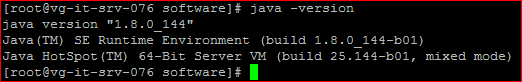 [root@vg-it-srv-076 software]# java -version
java version "1.8.0_144"
Java(TM) SE Runtime Environment (build 1.8.0_144-b01)
Java HotSpot(TM) 64-Bit Server VM (build 25.144-b01, mixed mode)
[root@vg-it-srv-076 software]#